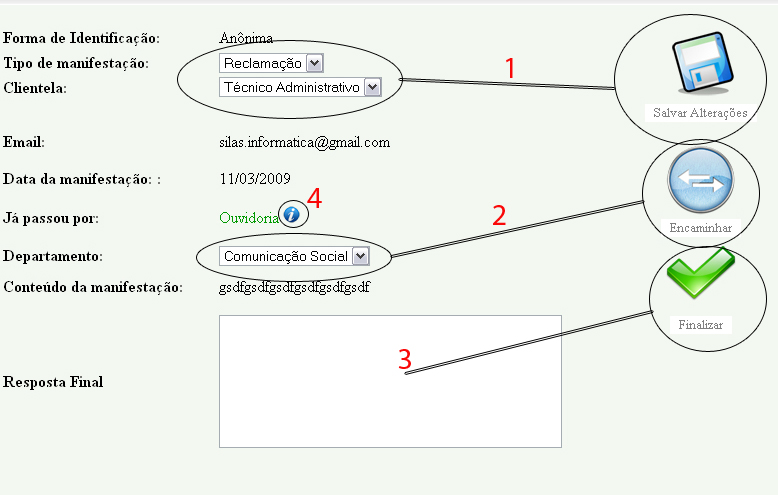 Forma de Identificação: Anônima
Tipo de manifestação: Reclamação
Clientela: Técnico Administrativo
1
Salvar Alterações
Email: silas.informatica@gmail.com
Data da manifestação: : 11/03/2009
4
Já passou por: Ouvidoria
2
Encaminhar
Departamento: Comunicação Social
Conteúdo da manifestação: gsdfgsdfgsdfgsdfgsdfgsdf
Finalizar
3
Resposta Final